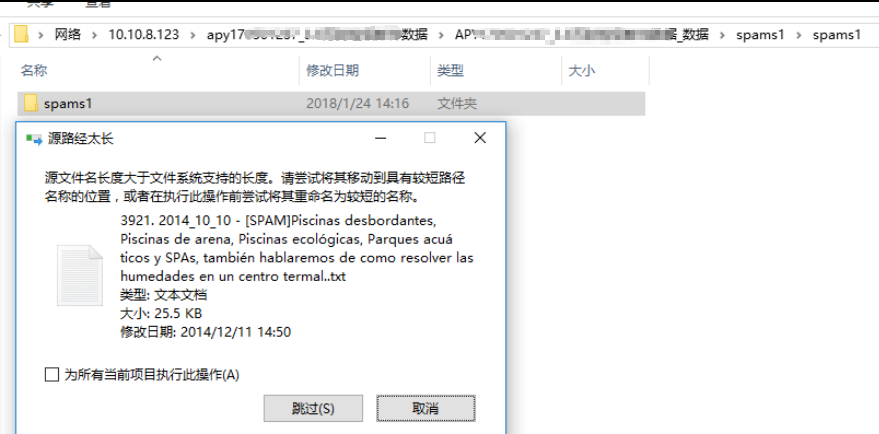 共享 查看
网络 › 10.10.8.123 › apy17 数据 › AP 数据 › spams1 › spams1
名称 修改日期 类型 大小
spams1 2018/1/24 14:16 文件夹
源路经太长
源文件名长度大于文件系统支持的长度。请尝试将其移动到具有较短路径
名称的位置，或者在执行此操作前尝试将其重命名为较短的名称。
3921. 2014_10_10 - [SPAM]Piscinas desbordantes,
Piscinas de arena, Piscinas ecológicas, Parques acuá
ticos y SPAs, también hablaremos de como resolver las
humedades en un centro termal..txt
类型: 文本文档
大小: 25.5 KB
修改日期: 2014/12/11 14:50
为所有当前项目执行此操作(A)
跳过(S) 取消